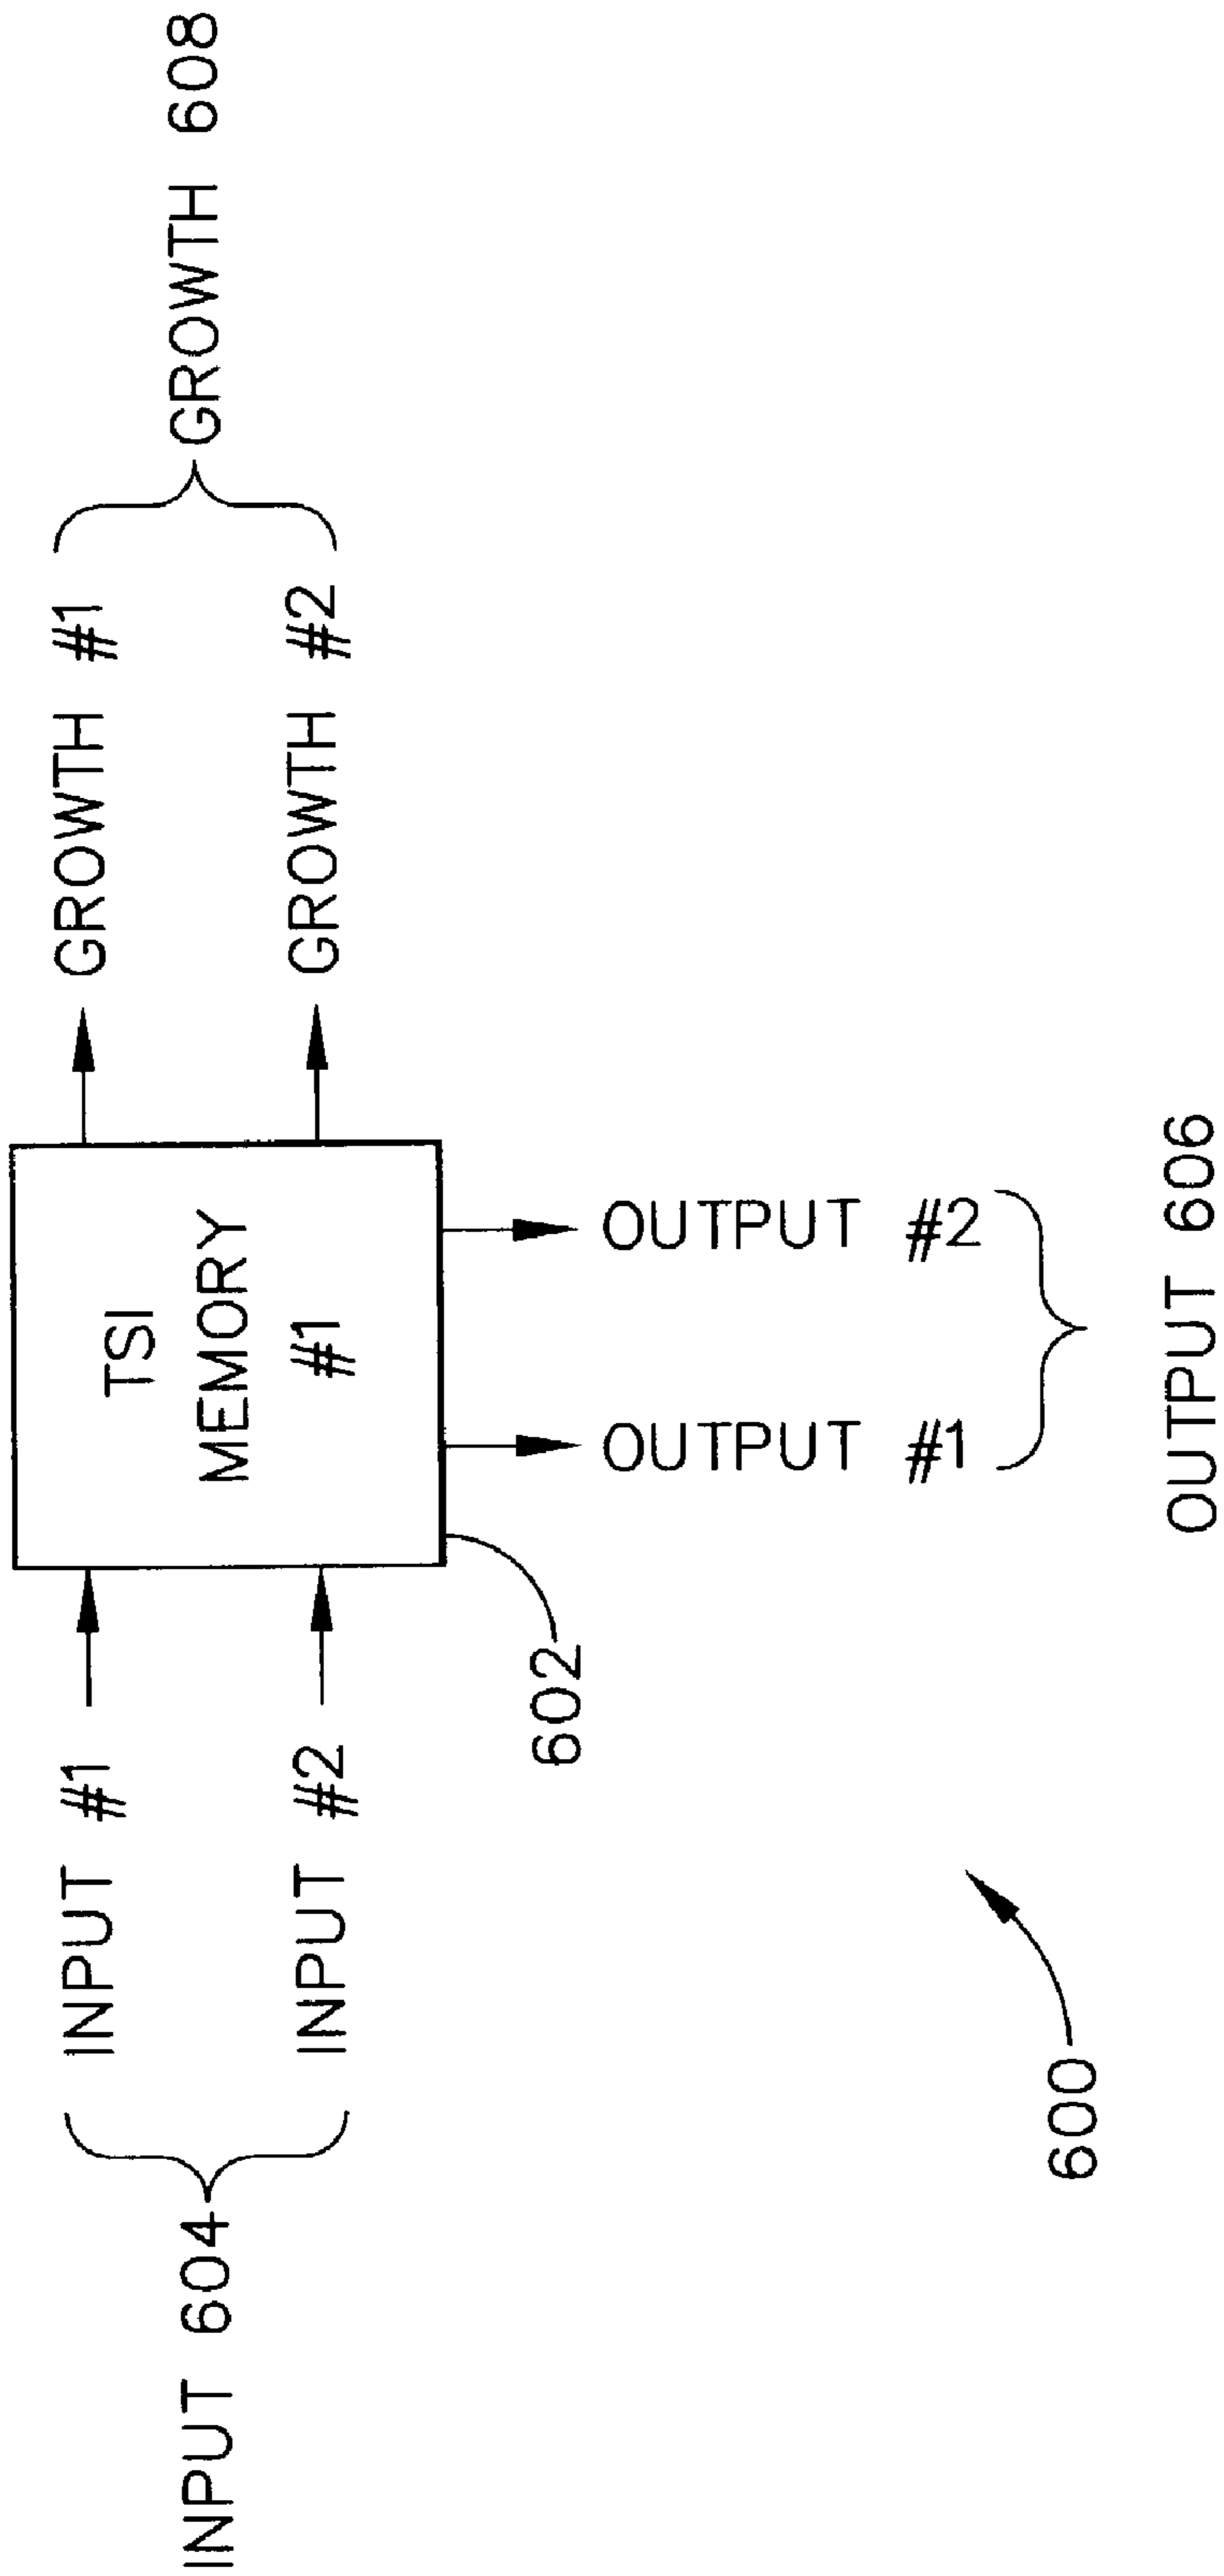 INPUT 604
INPUT #1
INPUT #2
TSI
MEMORY
#1
GROWTH #1
GROWTH #2
GROWTH 608
602
OUTPUT #1
OUTPUT #2
OUTPUT 606
600